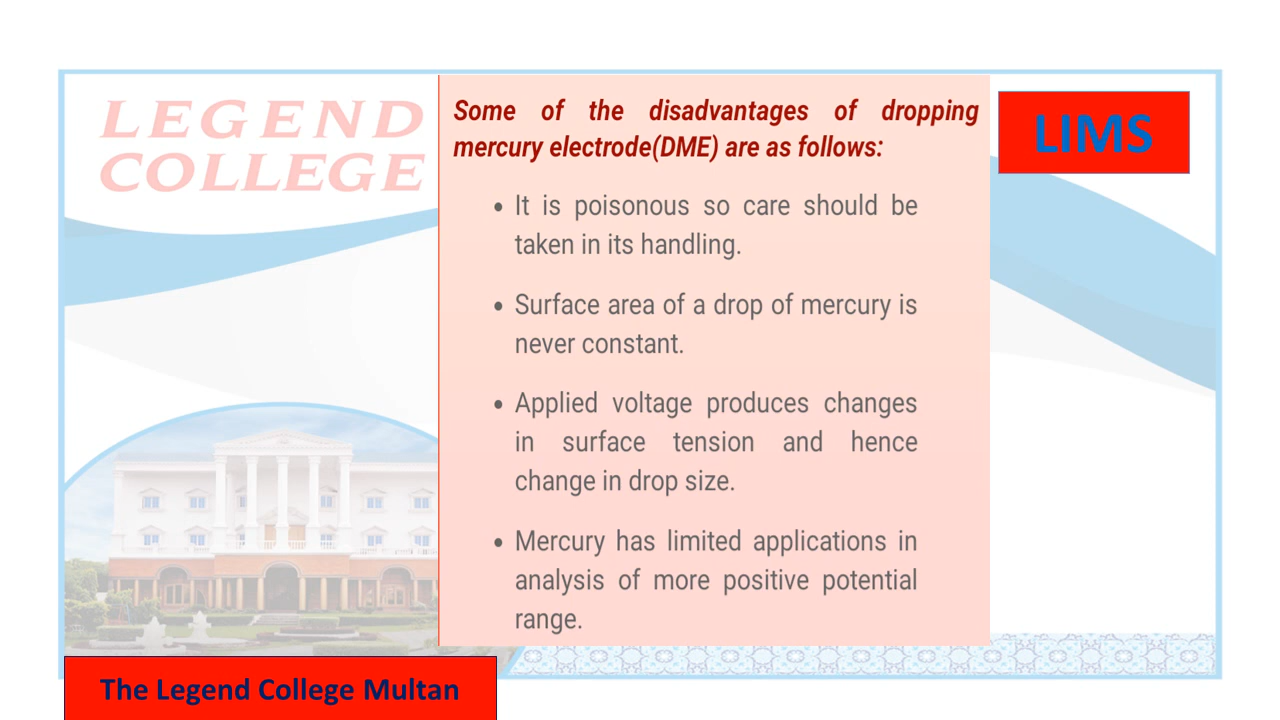 LEGEND
COLLEGE
Some of the disadvantages of dropping
mercury electrode(DME) are as follows:
LIMS
• It is poisonous so care should be
taken in its handling.
• Surface area of a drop of mercury is
never constant.
• Applied voltage produces changes
in surface tension and hence
change in drop size.
• Mercury has limited applications in
analysis of more positive potential
range.
The Legend College Multan